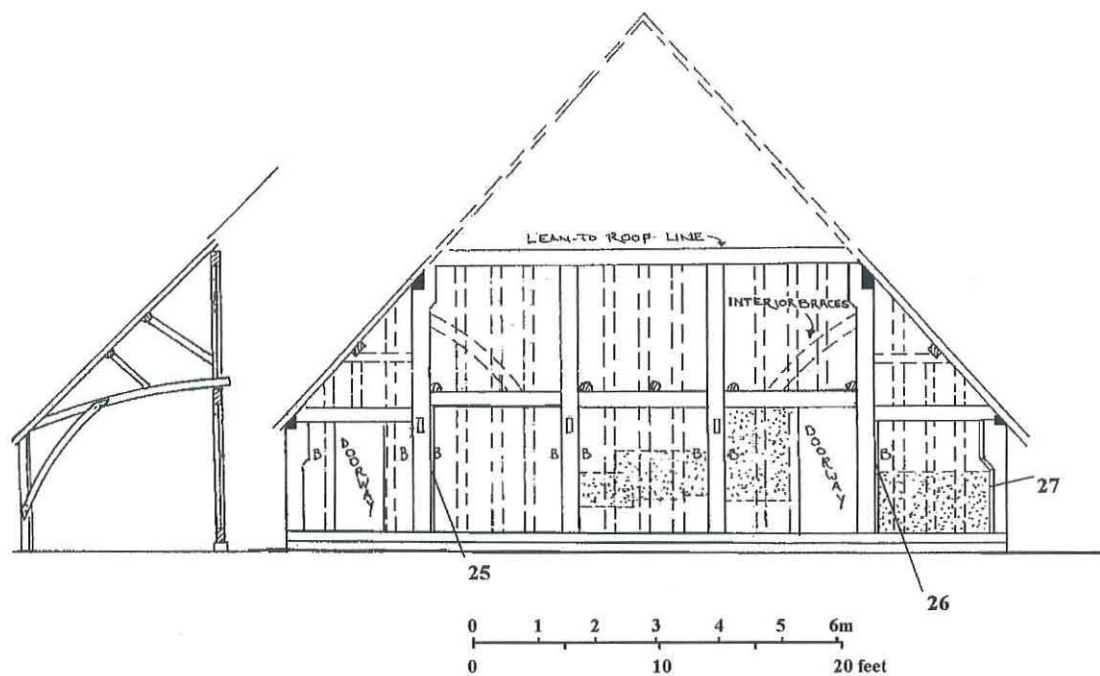 LEAN-TO ROOF LINE
INTERIOR BRACES
B DOORWAY B B B B B B DOORWAY B
27
25
26
0 1 2 3 4 5 6m
0 10 20 feet